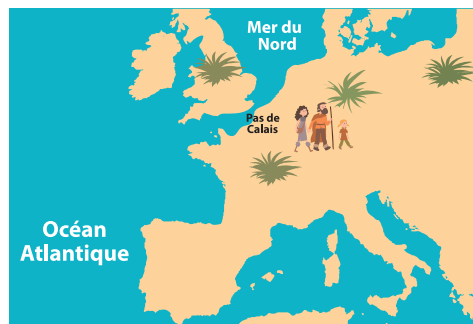 Mer du
Nord
Pas de
Calais
Océan
Atlantique